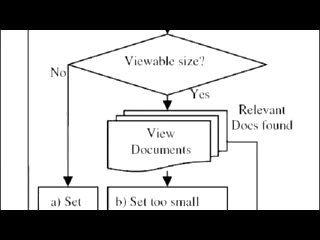 Viewable size?
No
Yes
Relevant
Docs found
View
Documents
a) Set
b) Set too small